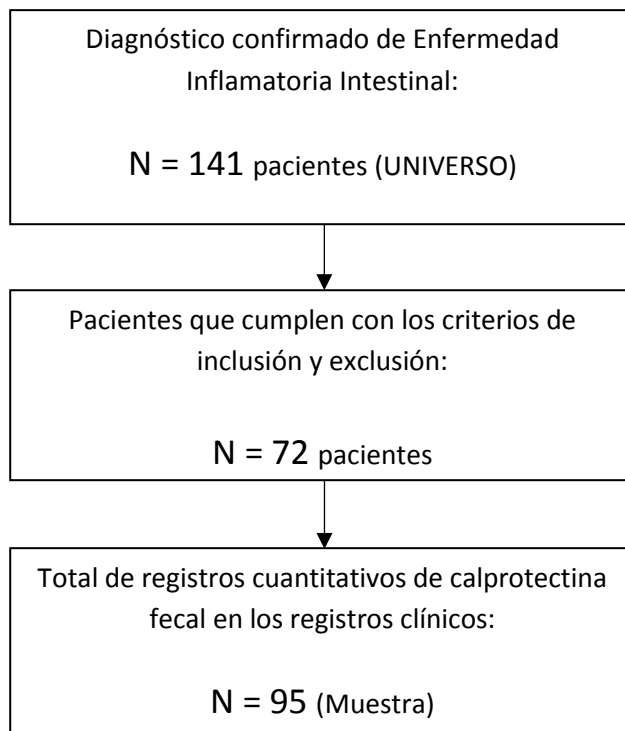 Diagnóstico confirmado de Enfermedad
Inflamatoria Intestinal:
N = 141 pacientes (UNIVERSO)
Pacientes que cumplen con los criterios de
inclusión y exclusión:
N = 72 pacientes
Total de registros cuantitativos de calprotectina
fecal en los registros clínicos:
N = 95 (Muestra)